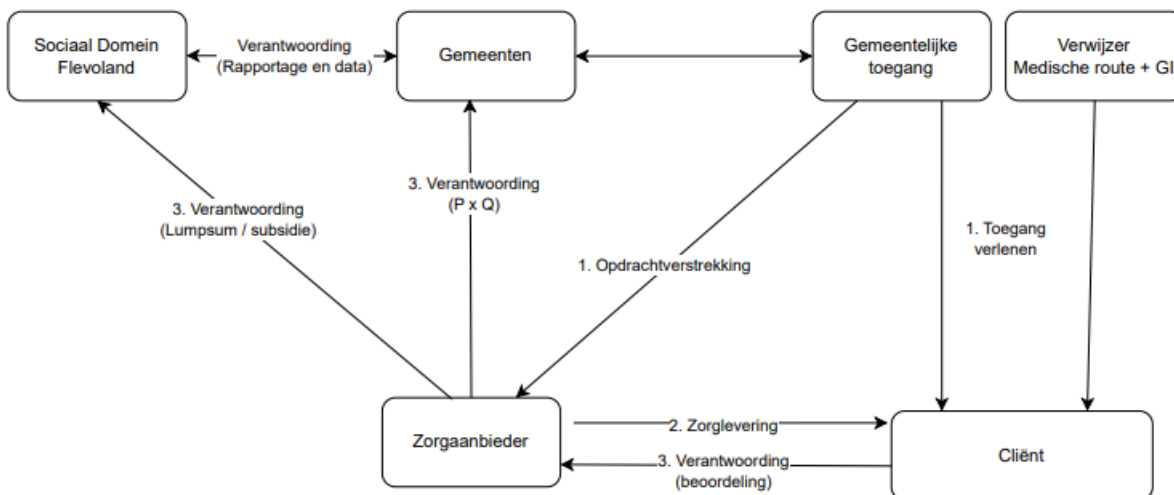 Sociaal Domein
Flevoland
Verantwoording
(Rapportage en data)
Gemeenten
Gemeentelijke
toegang
Verwijzer
Medische route + GI
3. Verantwoording
(P x Q)
3. Verantwoording
(Lumpsum / subsidie)
1. Toegang
verlenen
1. Opdrachtverstrekking
Zorgaanbieder
2. Zorglevering
3. Verantwoording
(beoordeling)
Cliënt